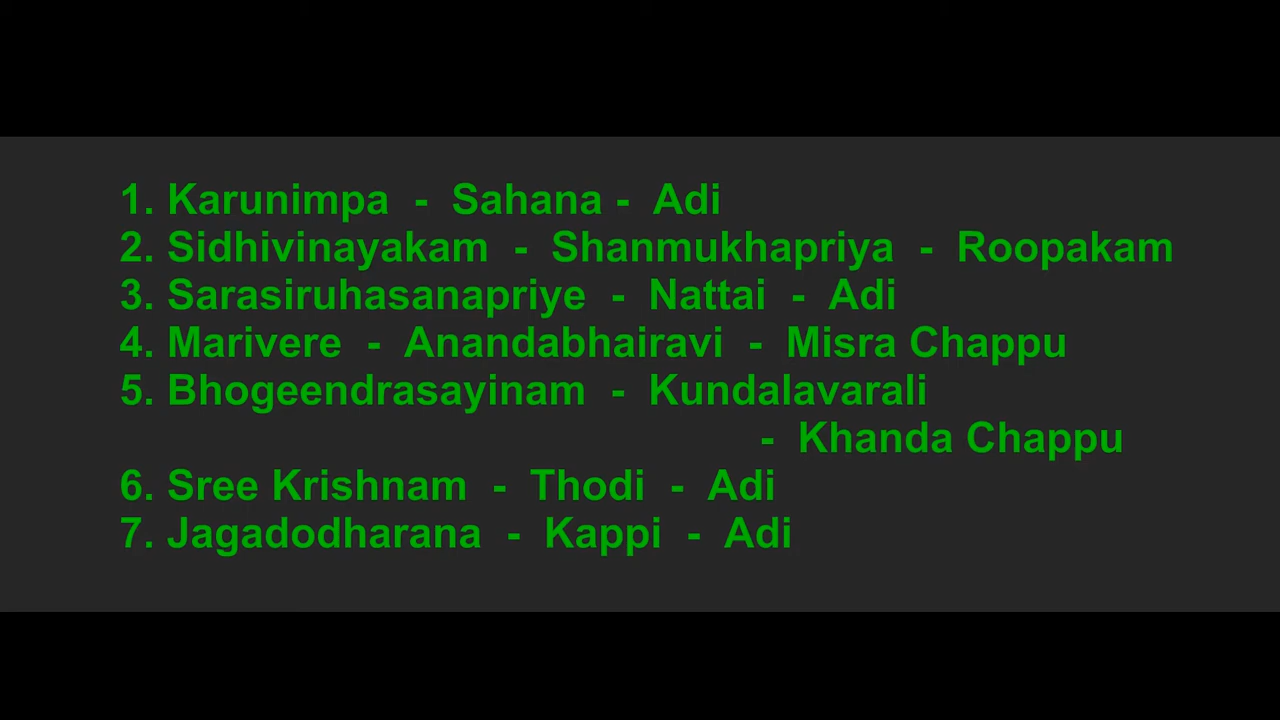 1. Karunimpa - Sahana - Adi
2. Sidhivinayakam - Shanmukhapriya - Roopakam
3. Sarasiruhasanapriye - Nattai - Adi
4. Marivere - Anandabhairavi - Misra Chappu
5. Bhogeendrasayinam - Kundalavarali
- Khanda Chappu
6. Sree Krishnam - Thodi - Adi
7. Jagadodharana - Kappi - Adi